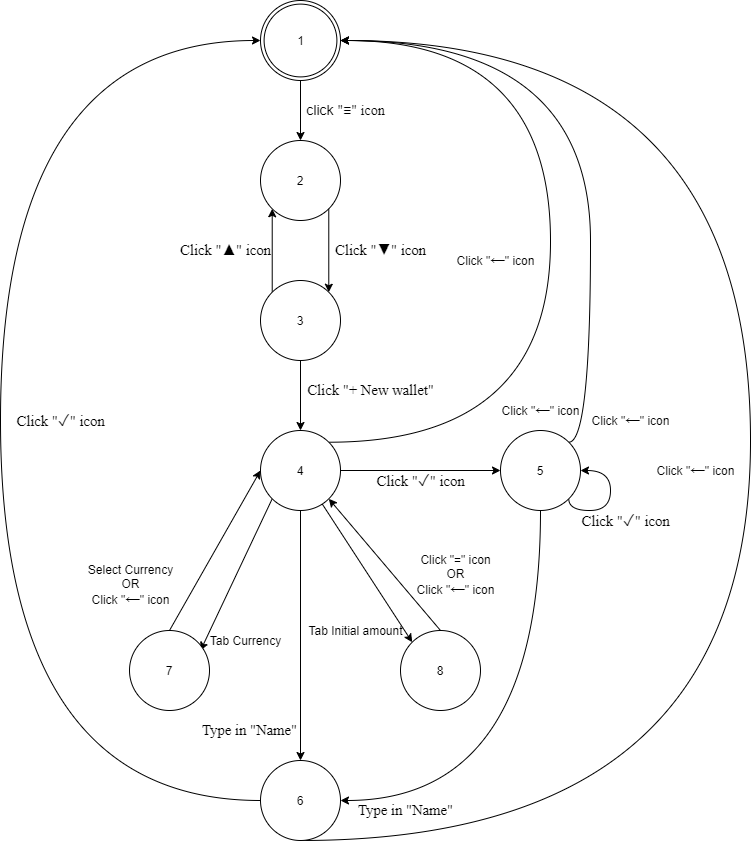 1
click "≡" icon
2
Click "▲" icon
Click "▼" icon
Click "←" icon
3
Click "+ New wallet"
Click "←" icon
Click "✓" icon
Click "←" icon
4
5
Click "←" icon
Click "✓" icon
Click "✓" icon
Click "=" icon
OR
Click "←" icon
Select Currency
OR
Click "←" icon
Tab Currency
Tab Initial amount
7
8
Type in "Name"
6
Type in "Name"